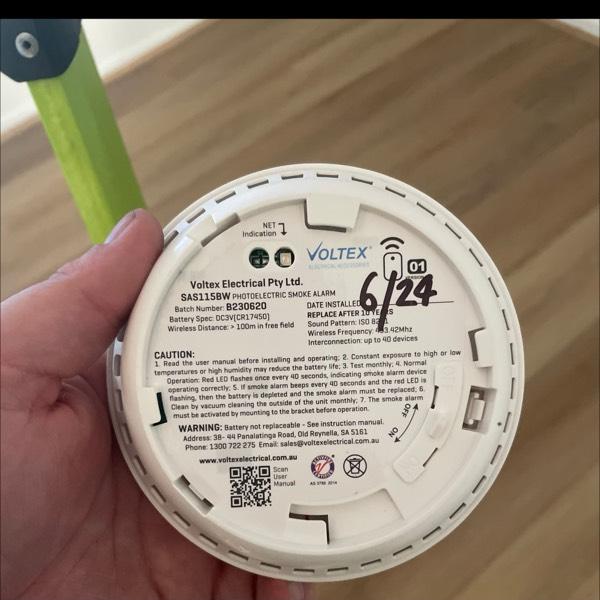 NET
Indication
VOLTEX®
ELECTRICAL ACCESSORIES
01
VERSION
Voltex Electrical Pty Ltd.
SAS115BW PHOTOELECTRIC SMOKE ALARM
Batch Number: B230620
Battery Spec: DC3V[CR17450]
Wireless Distance: > 100m in free field
DATE INSTALLED
6/24
REPLACE AFTER 10 YEARS
Sound Pattern: ISO 8201
Wireless Frequency: 433.42Mhz
Interconnection: up to 40 devices
CAUTION:
1. Read the user manual before installing and operating; 2. Constant exposure to high or low
temperatures or high humidity may reduce the battery life; 3. Test monthly; 4. Normal
Operation: Red LED flashes once every 40 seconds, indicating smoke alarm device
operating correctly; 5. If smoke alarm beeps every 40 seconds and the red LED is
flashing, then the battery is depleted and the smoke alarm must be replaced; 6.
Clean by vacuum cleaning the outside of the unit monthly; 7. The smoke alarm
must be activated by mounting to the bracket before operation.
OFF
ON
WARNING: Battery not replaceable - See instruction manual.
Address: 38- 44 Panalatinga Road, Old Reynella, SA 5161
Phone: 1300 722 275 Email: sales@voltexelectrical.com.au
www.voltexelectrical.com.au
Scan
User
Manual
AS 3786 2014